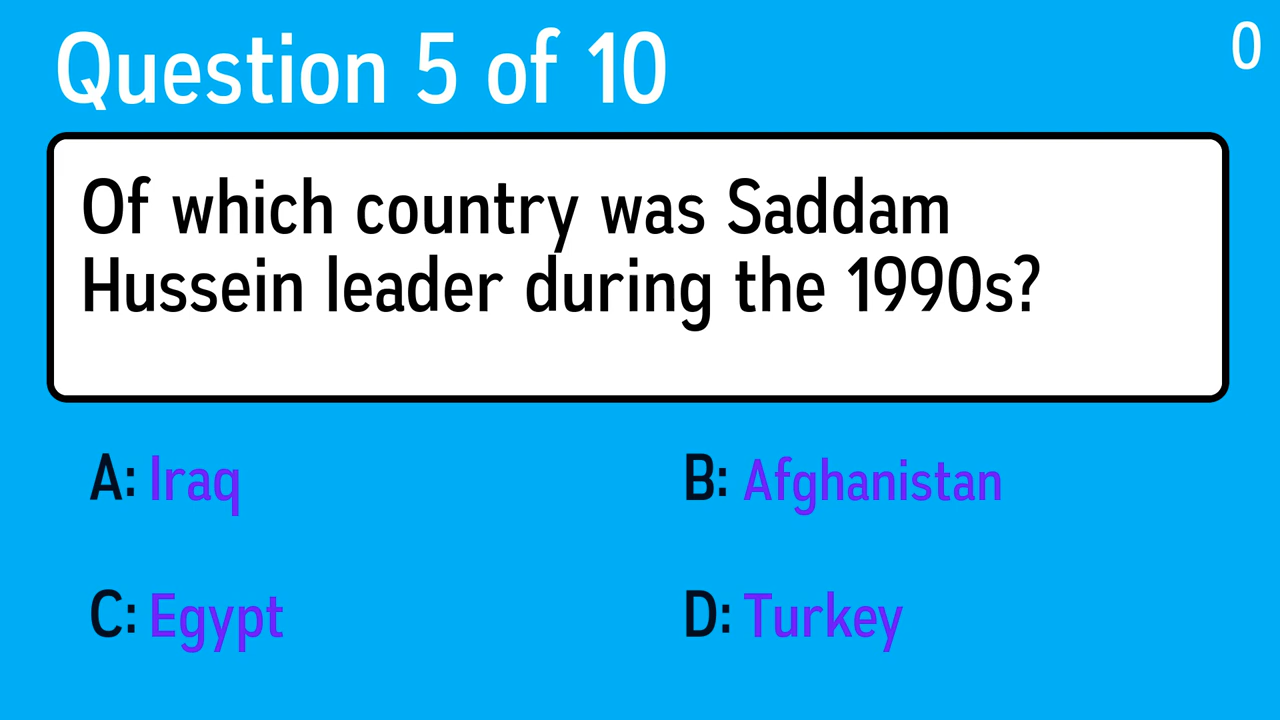 Question 5 of 10
0
Of which country was Saddam
Hussein leader during the 1990s?
A: Iraq
B: Afghanistan
C: Egypt
D: Turkey